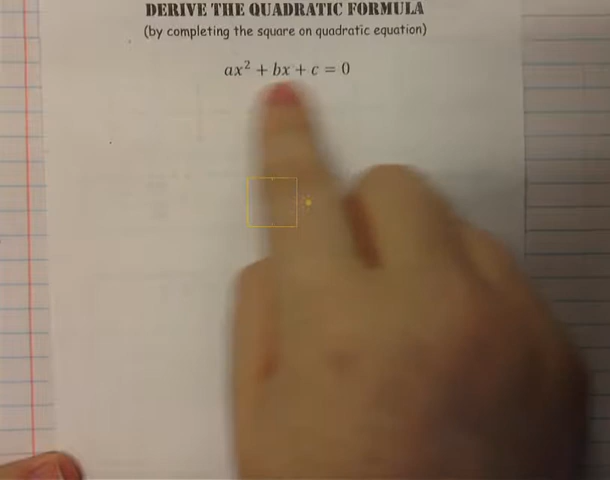 DERIVE THE QUADRATIC FORMULA
(by completing the square on quadratic equation)
ax² + bx + c = 0